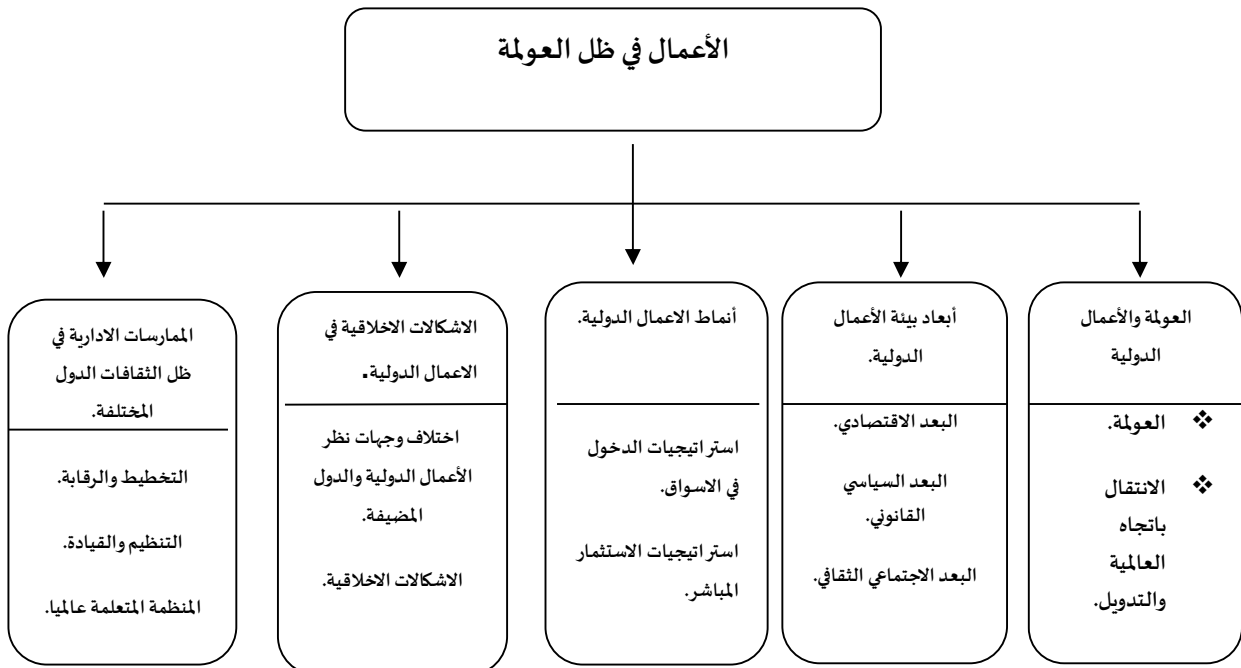 الأعمال في ظل العولمة
العولمة والأعمال
الدولية
❖ العولمة.
❖ الانتقال
باتجاه
العالمية
والتدويل.
أبعاد بيئة الأعمال
الدولية.
البعد الاقتصادي.
البعد السياسي
القانوني.
البعد الاجتماعي الثقافي.
أنماط الاعمال الدولية.
استراتيجيات الدخول
في الاسواق.
استراتيجيات الاستثمار
المباشر.
الاشكالات الاخلاقية في
الاعمال الدولية.
اختلاف وجهات نظر
الأعمال الدولية والدول
المضيفة.
الاشكالات الاخلاقية.
الممارسات الادارية في
ظل الثقافات الدول
المختلفة.
التخطيط والرقابة.
التنظيم والقيادة.
المنظمة المتعلمة عالميا.